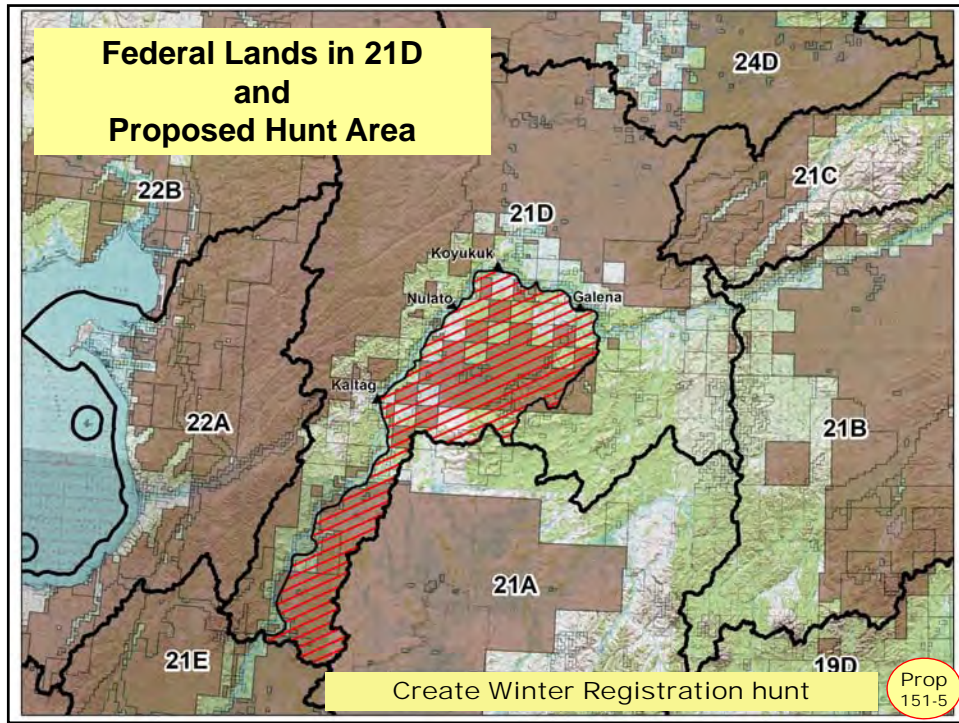 Federal Lands in 21D
and
Proposed Hunt Area
24D
22B
21C
21D
Koyukuk
Nulato
Galena
Kaltag
22A
21B
21A
21E
19D
Create Winter Registration hunt
Prop
151-5